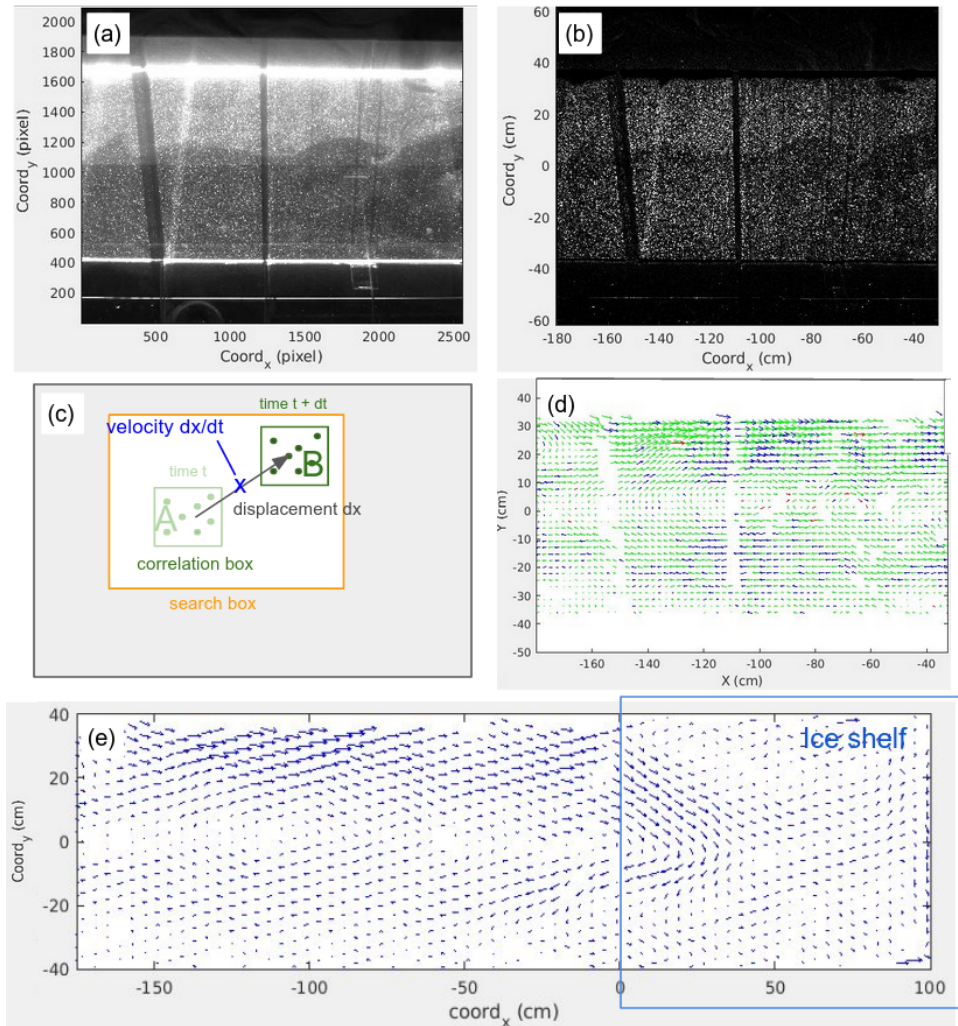 (a)
2000
1800
1600
1400
1200
1000
800
600
400
200
Coord_y (pixel)
500
1000
1500
2000
2500
Coord_x (pixel)
(b)
60
40
20
0
-20
-40
-60
Coord_y (cm)
-180
-160
-140
-120
-100
-80
-60
-40
Coord_x (cm)
(c)
time t + dt
velocity dx/dt
B
time t
A
displacement dx
correlation box
search box
(d)
40
30
20
10
0
-10
-20
-30
-40
-50
Y (cm)
-160
-140
-120
-100
-80
-60
-40
X (cm)
(e)
Ice shelf
40
20
0
-20
-40
Coord_y (cm)
-150
-100
-50
0
50
100
coord_x (cm)